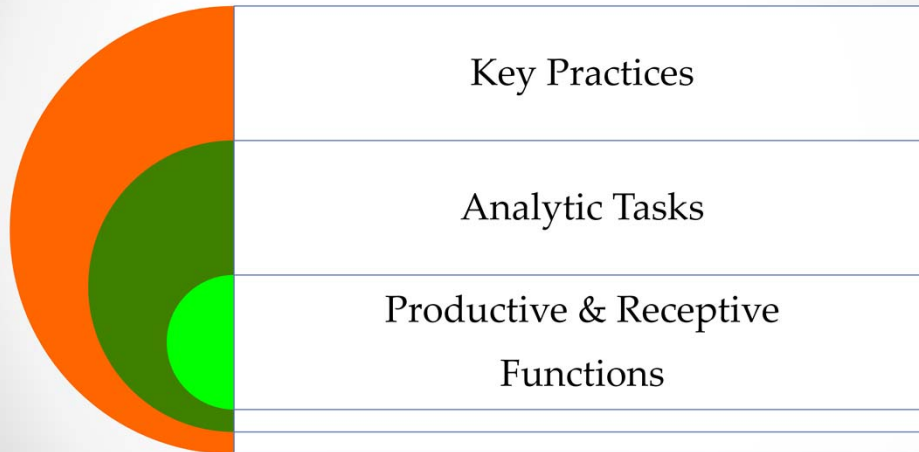 Key Practices
Analytic Tasks
Productive & Receptive
Functions